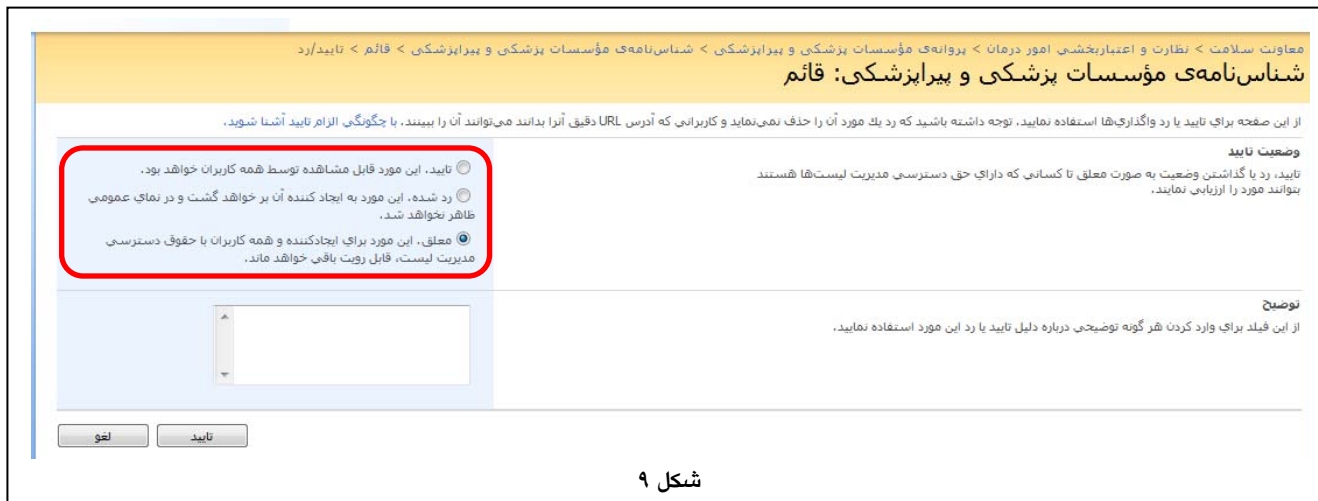 معاونت سلامت > نظارت و اعتباربخشي امور درمان > پروانه‌ی مؤسسات پزشکی و پیراپزشکی > شناس‌نامه‌ی مؤسسات پزشکی و پیراپزشکی > قائم > تاييد/رد
شناس‌نامه‌ی مؤسسات پزشکی و پیراپزشکی: قائم
از اين صفحه براي تاييد يا رد واگذاري‌ها استفاده نماييد. توجه داشته باشيد كه رد يك مورد آن را حذف نمي‌نمايد و كاربراني كه آدرس URL دقيق آنرا بدانند مي‌توانند آن را ببينند. با چگونگي الزام تاييد آشنا شويد.
وضعيت تاييد
تاييد، رد يا گذاشتن وضعيت به صورت معلق تا كساني كه داراي حق دسترسي مديريت ليست‌ها هستند
بتوانند مورد را ارزيابي نمايند.
تاييد. اين مورد قابل مشاهده توسط همه كاربران خواهد بود.
رد شده. اين مورد به ايجاد كننده آن بر خواهد گشت و در نماي عمومي
ظاهر نخواهد شد.
معلق. اين مورد براي ايجادكننده و همه كاربران با حقوق دسترسي
مديريت ليست، قابل رويت باقي خواهد ماند.
توضيح
از اين فيلد براي وارد كردن هر گونه توضيحي درباره دليل تاييد يا رد اين مورد استفاده نماييد.
تاييد لغو
شکل ۹